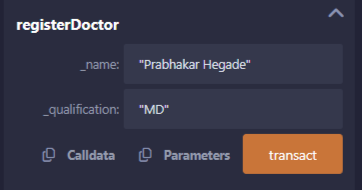 registerDoctor
_name: "Prabhakar Hegade"
_qualification: "MD"
Calldata Parameters transact